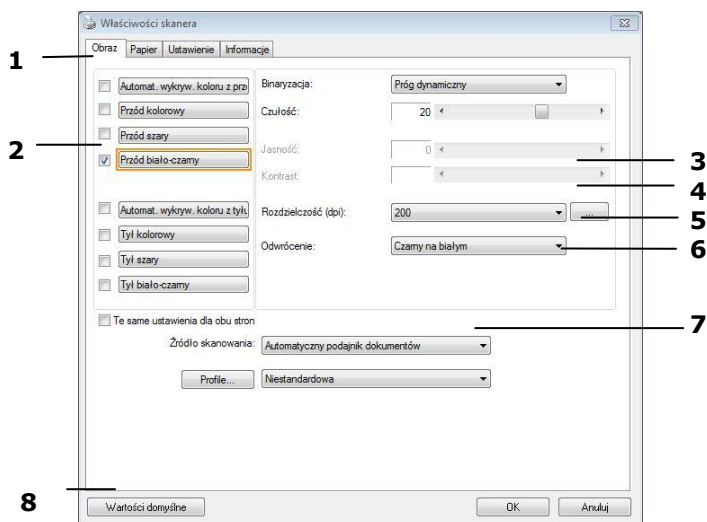 Właściwości skanera
Obraz Papier Ustawienie Informacje
1
Automat. wykryw. koloru z prz
Przód kolorowy
Przód szary
2
Przód biało-czarny
Automat. wykryw. koloru z tyłu
Tył kolorowy
Tył szary
Tył biało-czarny
Binaryzacja: Próg dynamiczny
Czułość: 20
Jasność: 0
3
Kontrast:
4
Rozdzielczość (dpi): 200 ...
5
Odwrócenie: Czarny na białym
6
Te same ustawienia dla obu stron
7
Źródło skanowania: Automatyczny podajnik dokumentów
Profile... Niestandardowa
8
Wartości domyślne OK Anuluj